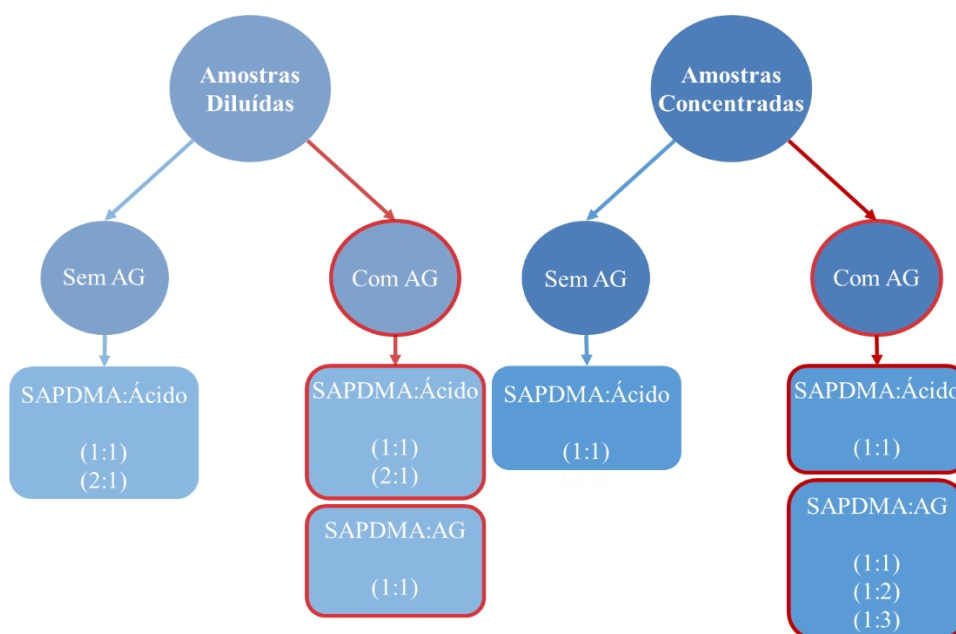 Amostras
Diluídas
Sem AG
SAPDMA:Ácido
(1:1)
(2:1)
Com AG
SAPDMA:Ácido
(1:1)
(2:1)
SAPDMA:AG
(1:1)
Amostras
Concentradas
Sem AG
SAPDMA:Ácido
(1:1)
Com AG
SAPDMA:Ácido
(1:1)
SAPDMA:AG
(1:1)
(1:2)
(1:3)